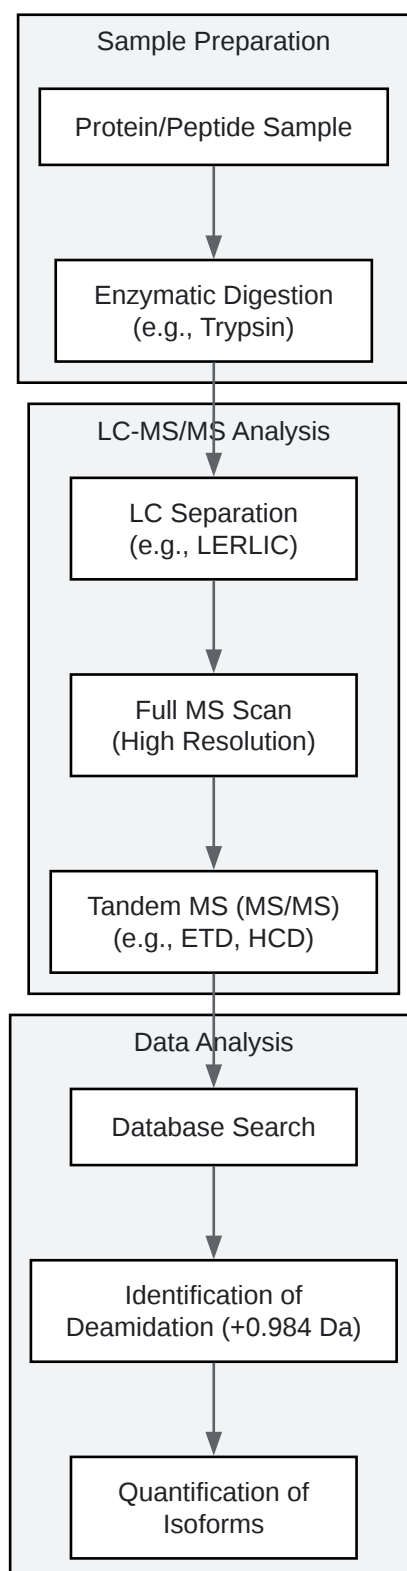 Sample Preparation
Protein/Peptide Sample
Enzymatic Digestion
(e.g., Trypsin)
LC-MS/MS Analysis
LC Separation
(e.g., LERLIC)
Full MS Scan
(High Resolution)
Tandem MS (MS/MS)
(e.g., ETD, HCD)
Data Analysis
Database Search
Identification of
Deamidation (+0.984 Da)
Quantification of
Isoforms